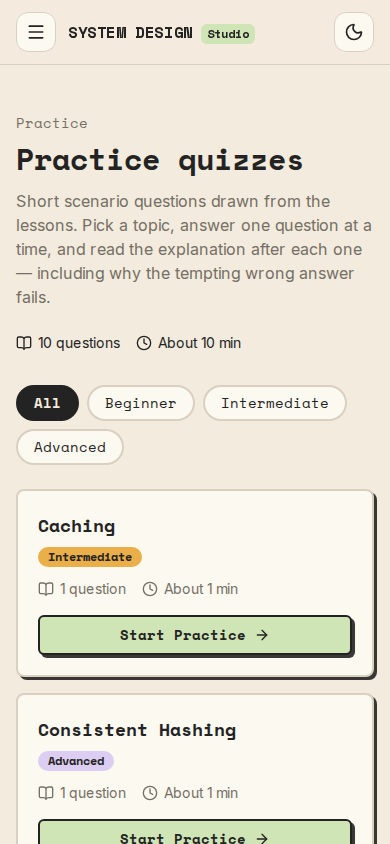 SYSTEM DESIGN Studio
Practice
Practice quizzes
Short scenario questions drawn from the
lessons. Pick a topic, answer one question at a
time, and read the explanation after each one
— including why the tempting wrong answer
fails.
10 questions About 10 min
All Beginner Intermediate
Advanced
Caching
Intermediate
1 question About 1 min
Start Practice →
Consistent Hashing
Advanced
1 question About 1 min
Start Practice →